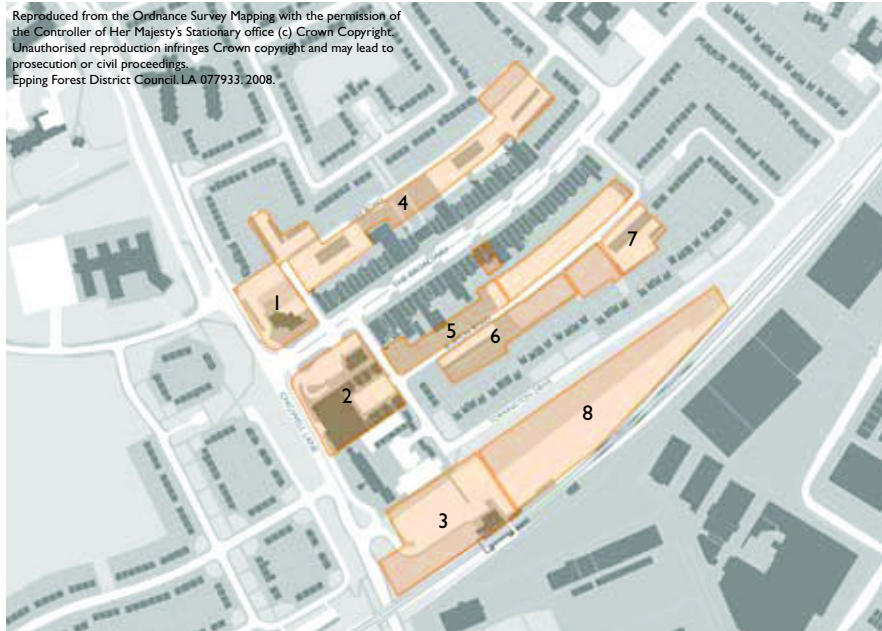 Reproduced from the Ordnance Survey Mapping with the permission of
the Controller of Her Majesty's Stationary office (c) Crown Copyright.
Unauthorised reproduction infringes Crown copyright and may lead to
prosecution or civil proceedings.
Epping Forest District Council. LA 077933. 2008.
4
7
THE BROADWAY
1
5
6
2
8
3